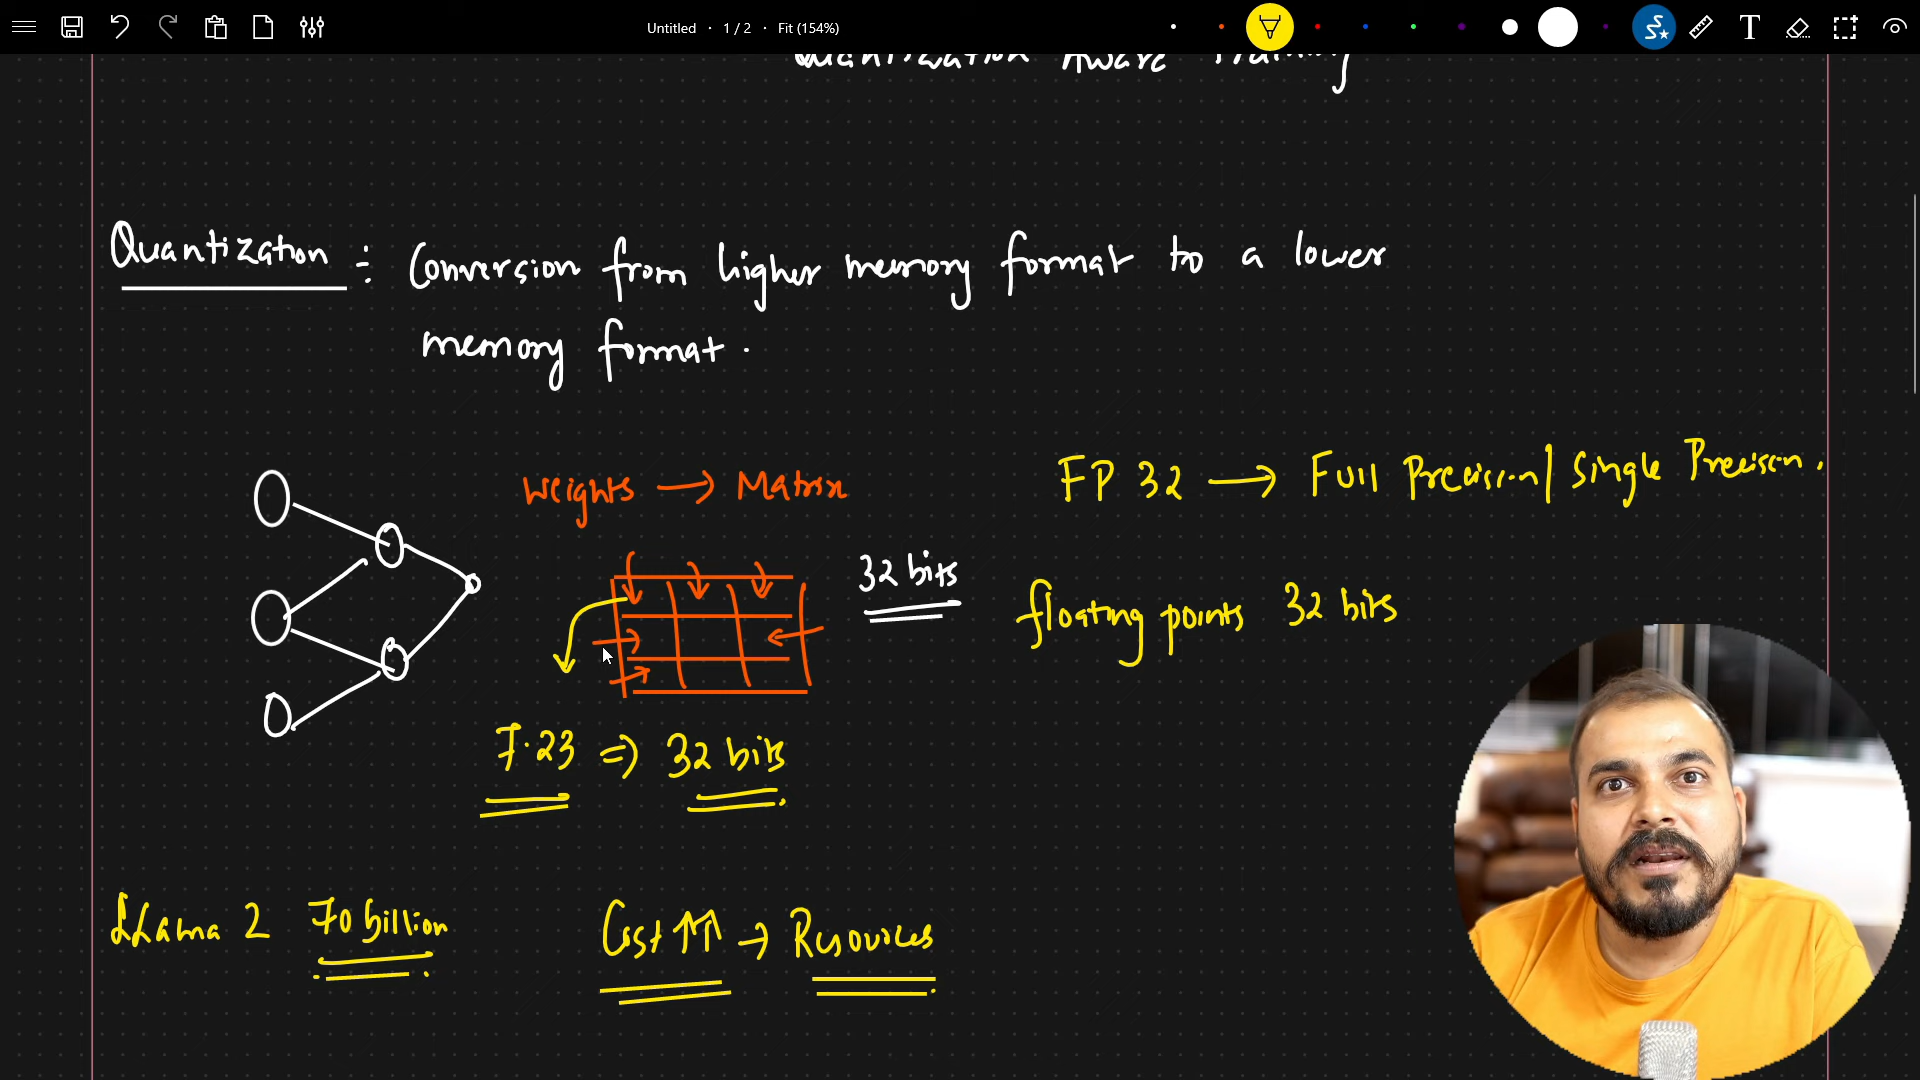 Untitled · 1 / 2 · Fit (154%)
T
Quantization Aware Training
Quantization :- Conversion from higher memory format to a lower
memory format.
Weights → Matrix
FP 32 → Full Precision / Single Precision.
32 bits
floating points 32 bits
7.23 => 32 bits
LLama 2 70 billion
Cost ↑↑ → Resources